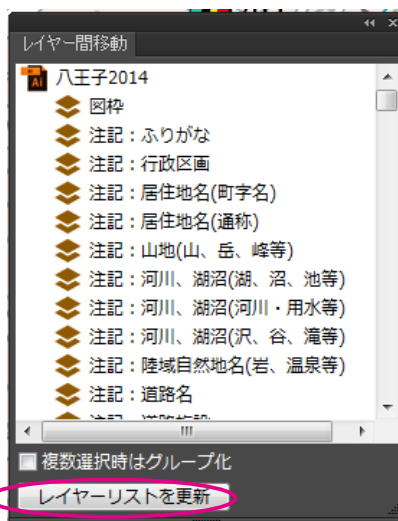 レイヤー間移動
Ai
八王子2014
図枠
注記：ふりがな
注記：行政区画
注記：居住地名(町字名)
注記：居住地名(通称)
注記：山地(山、岳、峰等)
注記：河川、湖沼(湖、沼、池等)
注記：河川、湖沼(河川・用水等)
注記：河川、湖沼(沢、谷、滝等)
注記：陸域自然地名(岩、温泉等)
注記：道路名
複数選択時はグループ化
レイヤーリストを更新